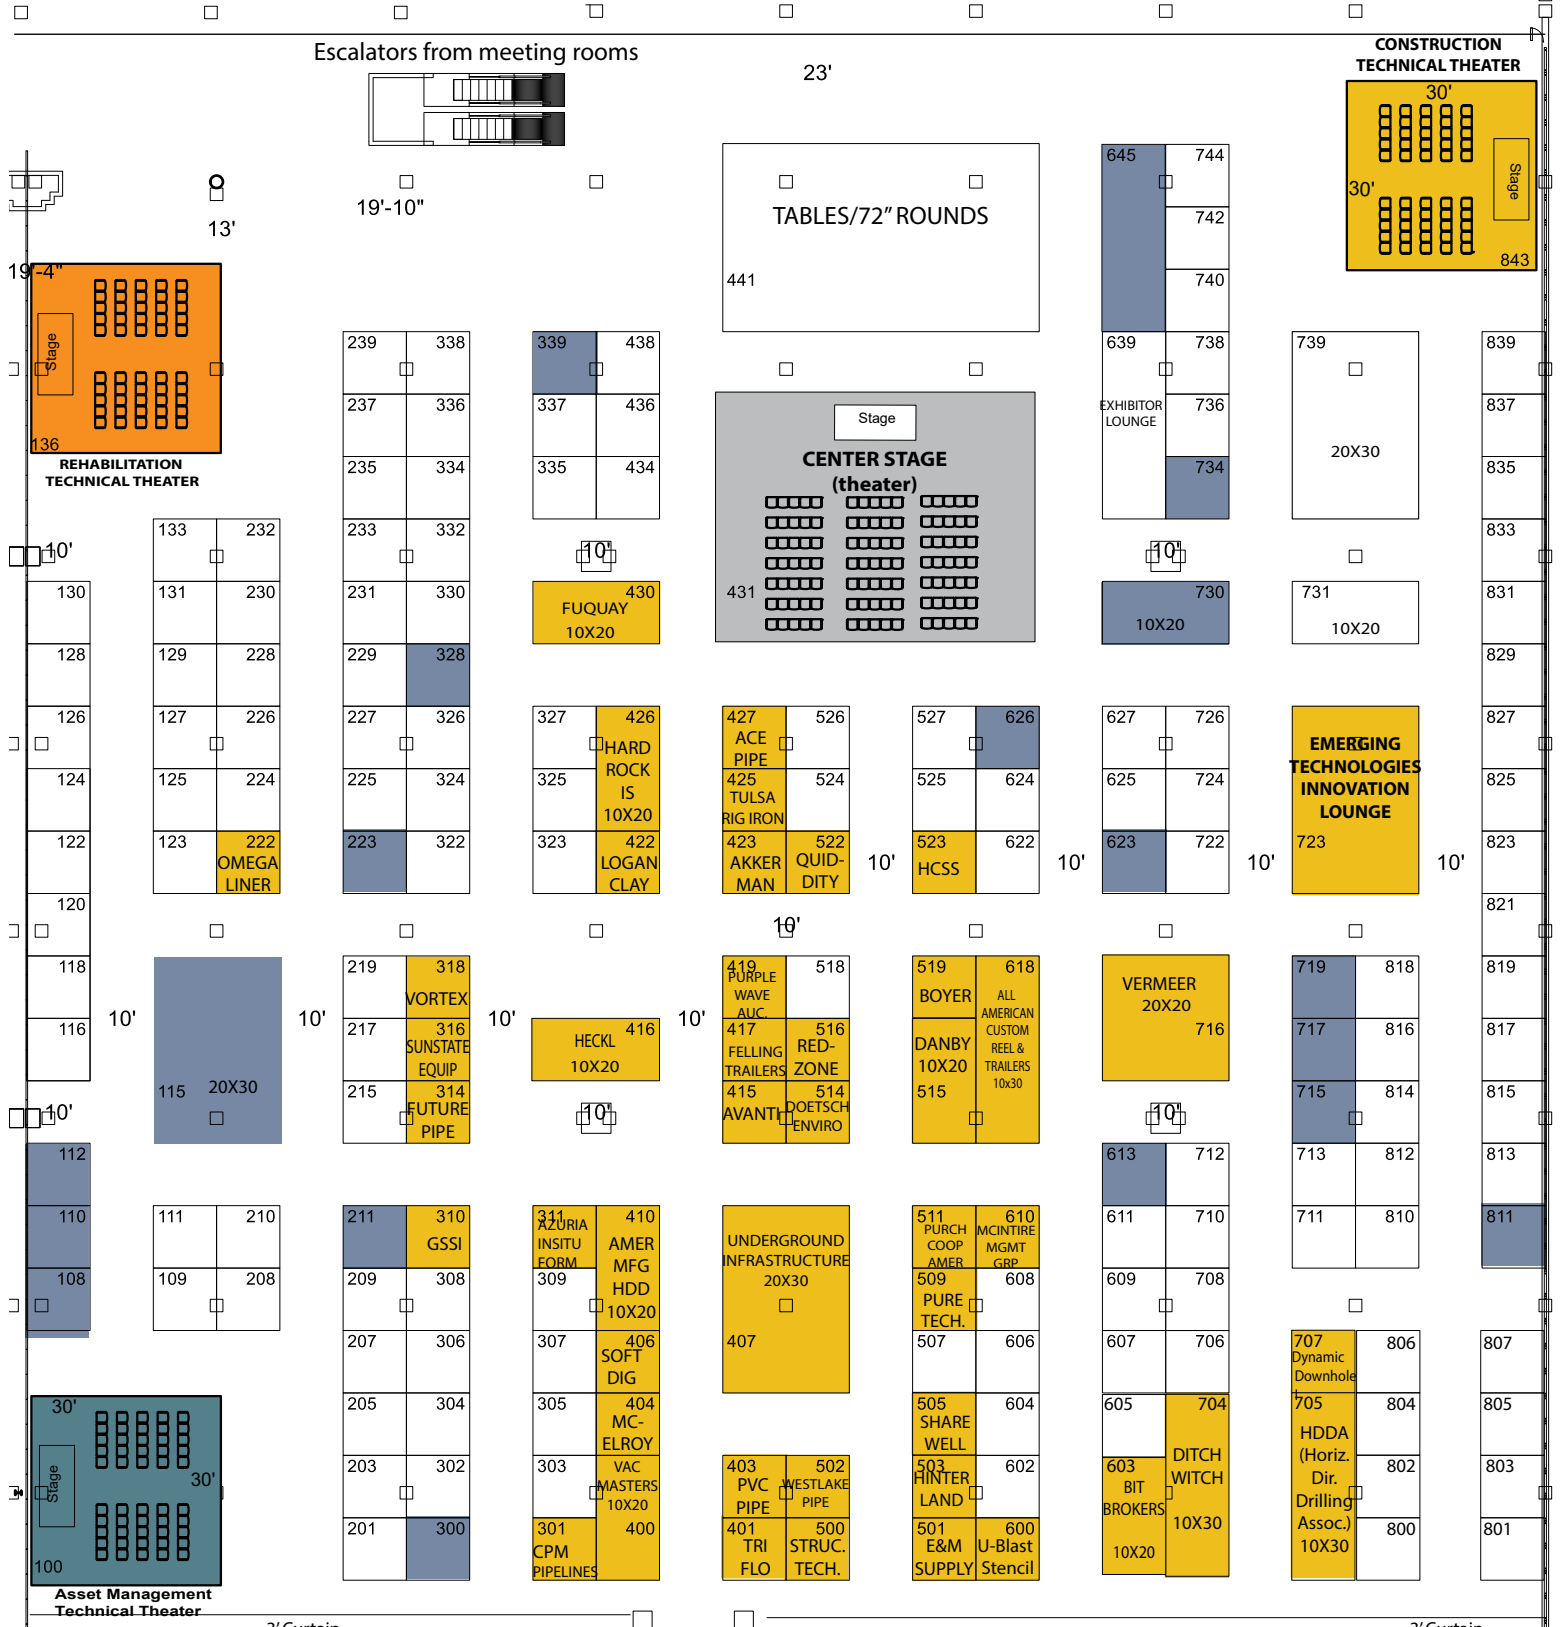 Escalators from meeting rooms
23'
CONSTRUCTION
TECHNICAL THEATER
30'
30'
Stage
843
13'
19'-10"
19'-4"
TABLES/72” ROUNDS
441
645
744
742
740
Stage
136
REHABILITATION
TECHNICAL THEATER
239
338
339
438
639
738
739
839
237
336
337
436
EXHIBITOR
LOUNGE
736
837
235
334
335
434
734
20X30
835
Stage
CENTER STAGE
(theater)
431
10'
133
232
233
332
10'
10'
833
130
131
230
231
330
430
FUQUAY
10X20
730
10X20
731
10X20
831
128
129
228
229
328
829
126
127
226
227
326
327
426
HARD
ROCK
IS
10X20
427
ACE
PIPE
526
527
626
627
726
EMERGING
TECHNOLOGIES
INNOVATION
LOUNGE
723
827
124
125
224
225
324
325
425
TULSA
RIG IRON
524
525
624
625
724
825
122
123
222
OMEGA
LINER
223
322
323
422
LOGAN
CLAY
423
AKKER
MAN
522
QUID-
DITY
10'
523
HCSS
622
10'
623
722
10'
10'
823
120
10'
821
118
219
318
VORTEX
419
PURPLE
WAVE
AUC.
518
519
BOYER
618
ALL
AMERICAN
CUSTOM
REEL &
TRAILERS
10x30
VERMEER
20X20
716
719
818
819
116
10'
115
20X30
10'
217
316
SUNSTATE
EQUIP
10'
416
HECKL
10X20
10'
417
FELLING
TRAILERS
516
RED-
ZONE
DANBY
10X20
515
717
816
817
10'
215
314
FUTURE
PIPE
10'
415
AVANTI
514
DOETSCH
ENVIRO
10'
715
814
815
112
613
712
713
812
813
110
111
210
211
310
GSSI
311
AZURIA
INSITU
FORM
410
AMER
MFG
HDD
10X20
UNDERGROUND
INFRASTRUCTURE
20X30
407
511
PURCH
COOP
AMER
610
MCINTIRE
MGMT
GRP
611
710
711
810
811
108
109
208
209
308
309
509
PURE
TECH.
608
609
708
207
306
307
406
SOFT
DIG
507
606
607
706
707
Dynamic
Downhole
806
807
30'
30'
Stage
100
Asset Management
Technical Theater
205
304
305
404
MC-
ELROY
505
SHARE
WELL
604
605
704
DITCH
WITCH
10X30
705
HDDA
(Horiz.
Dir.
Drilling
Assoc.)
10X30
804
805
203
302
303
VAC
MASTERS
10X20
400
403
PVC
PIPE
502
WESTLAKE
PIPE
503
HINTER
LAND
602
603
BIT
BROKERS
10X20
802
803
201
300
301
CPM
PIPELINES
401
TRI
FLO
500
STRUC.
TECH.
501
E&M
SUPPLY
600
U-Blast
Stencil
800
801